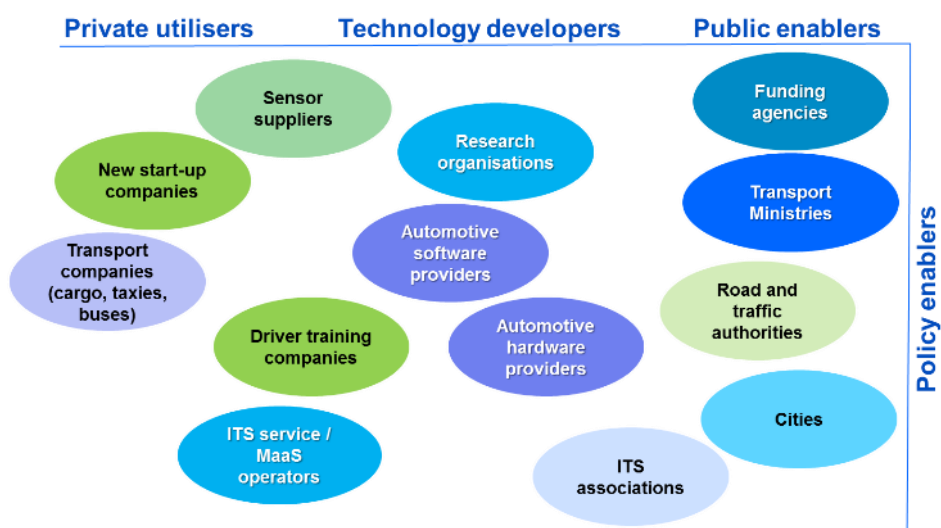 Private utilisers
Technology developers
Public enablers
Sensor
suppliers
Funding
agencies
Research
organisations
New start-up
companies
Transport
Ministries
Automotive
software
providers
Transport
companies
(cargo, taxies,
buses)
Road and
traffic
authorities
Driver training
companies
Automotive
hardware
providers
Cities
ITS service /
MaaS
operators
ITS
associations
Policy enablers